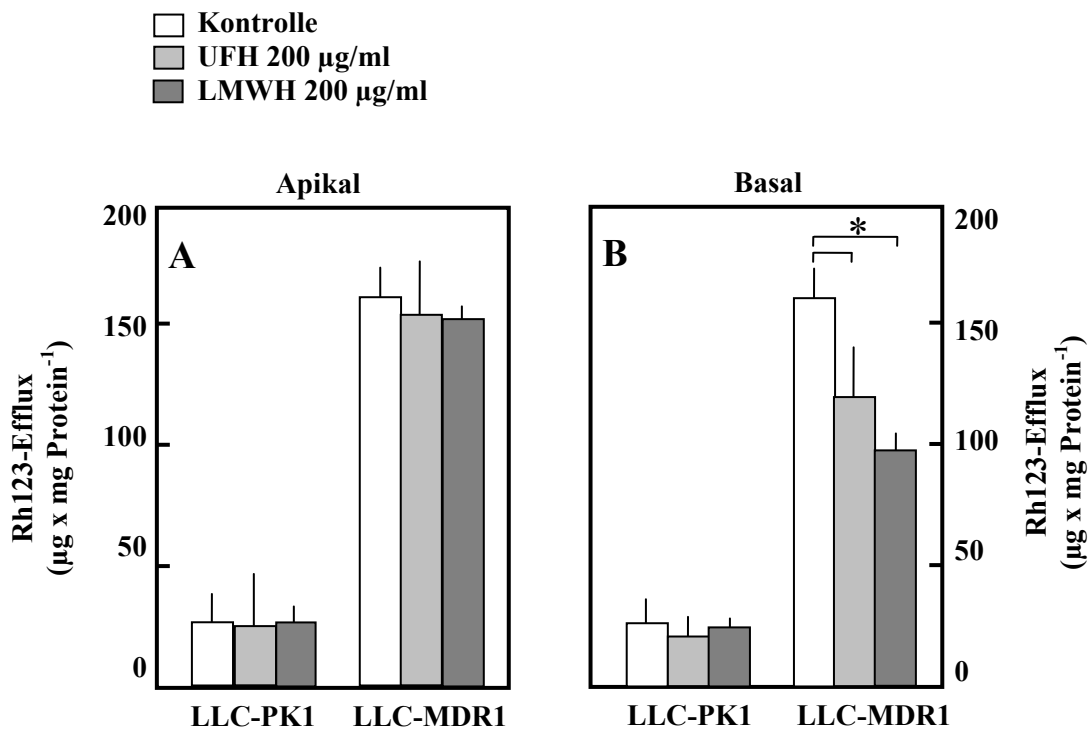 Kontrolle
UFH 200 µg/ml
LMWH 200 µg/ml
Apikal
Basal
A
B
*
200
150
100
50
0
200
150
100
50
0
Rh123-Efflux
(µg x mg Protein⁻¹)
Rh123-Efflux
(µg x mg Protein⁻¹)
LLC-PK1
LLC-MDR1
LLC-PK1
LLC-MDR1